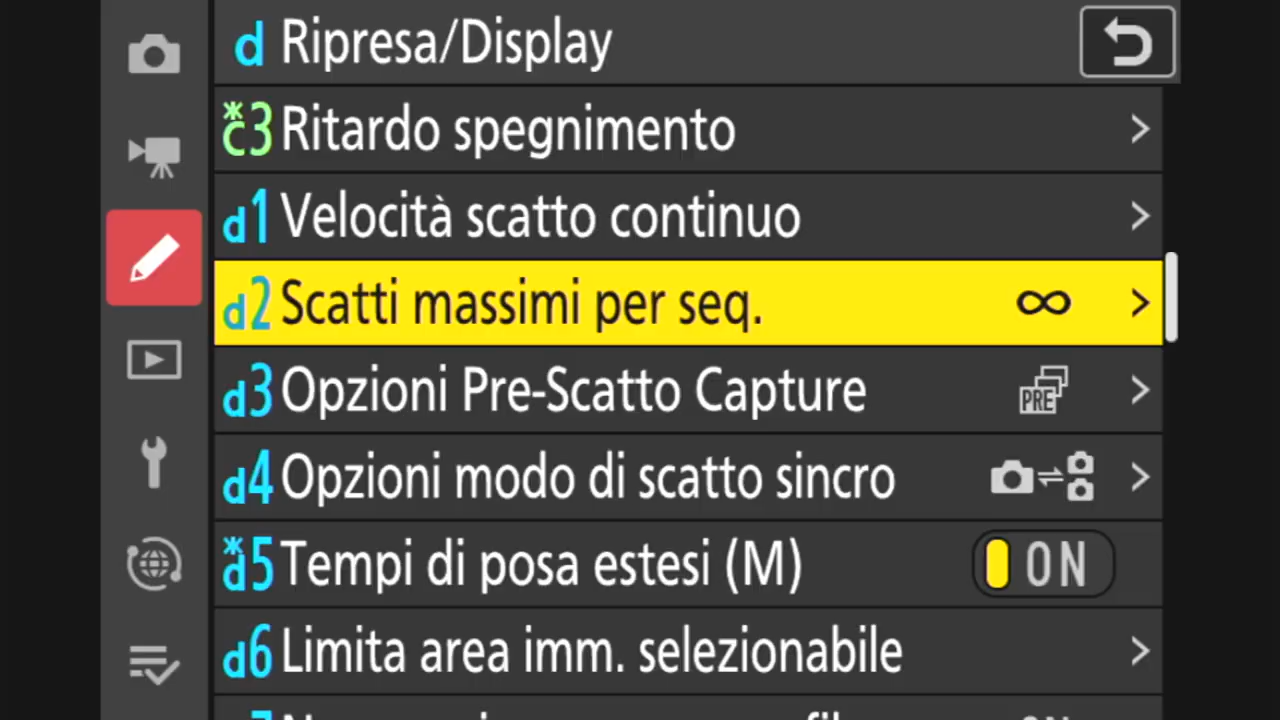 d Ripresa/Display
*c3 Ritardo spegnimento
d1 Velocità scatto continuo
d2 Scatti massimi per seq. ∞
d3 Opzioni Pre-Scatto Capture PRE
d4 Opzioni modo di scatto sincro
*d5 Tempi di posa estesi (M) ON
d6 Limita area imm. selezionabile